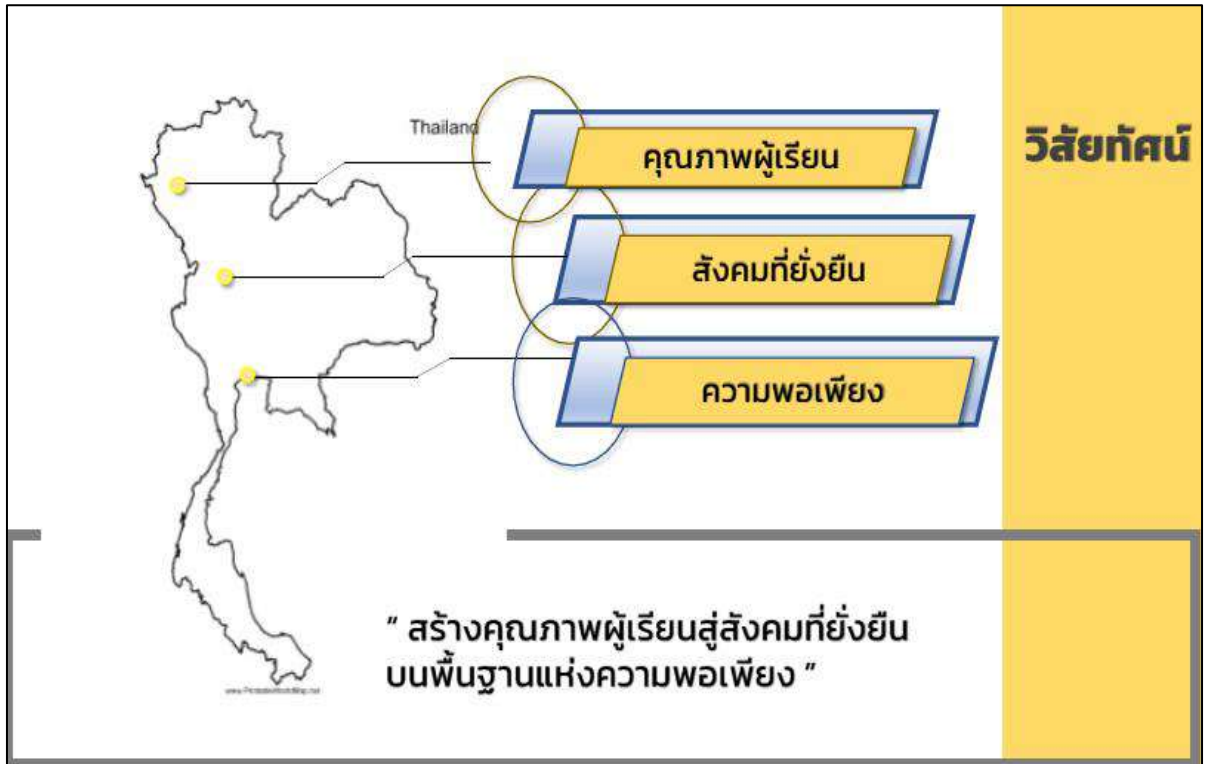 วิสัยทัศน์
Thailand
คุณภาพผู้เรียน
สังคมที่ยั่งยืน
ความพอเพียง
" สร้างคุณภาพผู้เรียนสู่สังคมที่ยั่งยืน
บนพื้นฐานแห่งความพอเพียง "